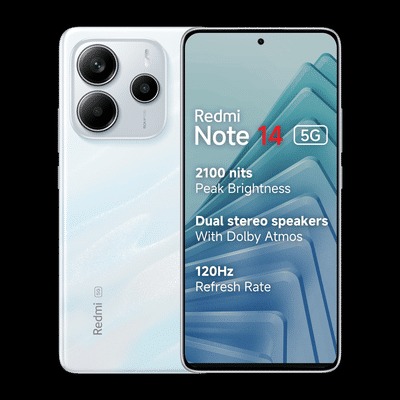 Redmi
Note 14 5G
2100 nits
Peak Brightness
Dual stereo speakers
With Dolby Atmos
120Hz
Refresh Rate
Redmi 5G